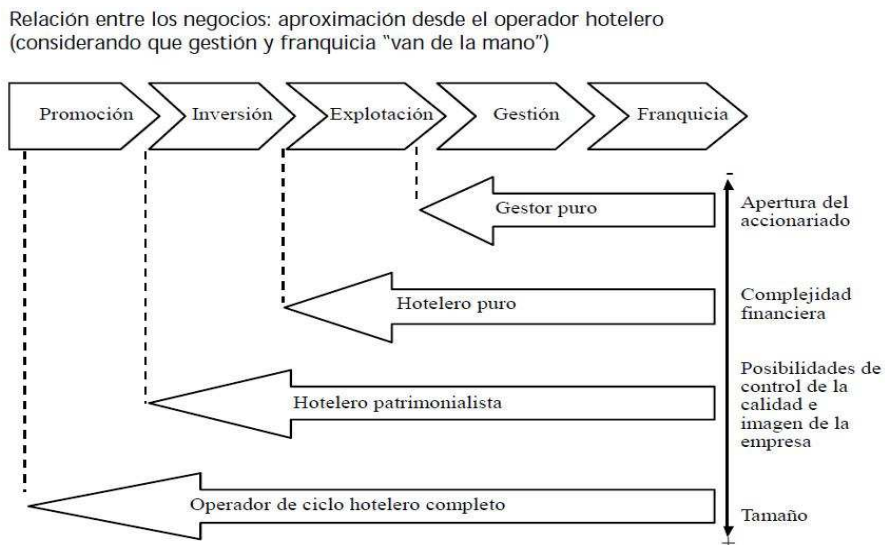 Relación entre los negocios: aproximación desde el operador hotelero
(considerando que gestión y franquicia “van de la mano”)
Promoción
Inversión
Explotación
Gestión
Franquicia
-
Gestor puro
Apertura del
accionariado
Hotelero puro
Complejidad
financiera
Hotelero patrimonialista
Posibilidades de
control de la
calidad e
imagen de la
empresa
Operador de ciclo hotelero completo
Tamaño
+